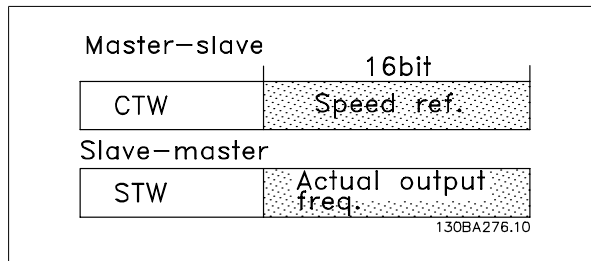 Master-slave
16bit
CTW
Speed ref.
Slave-master
STW
Actual output
freq.
130BA276.10